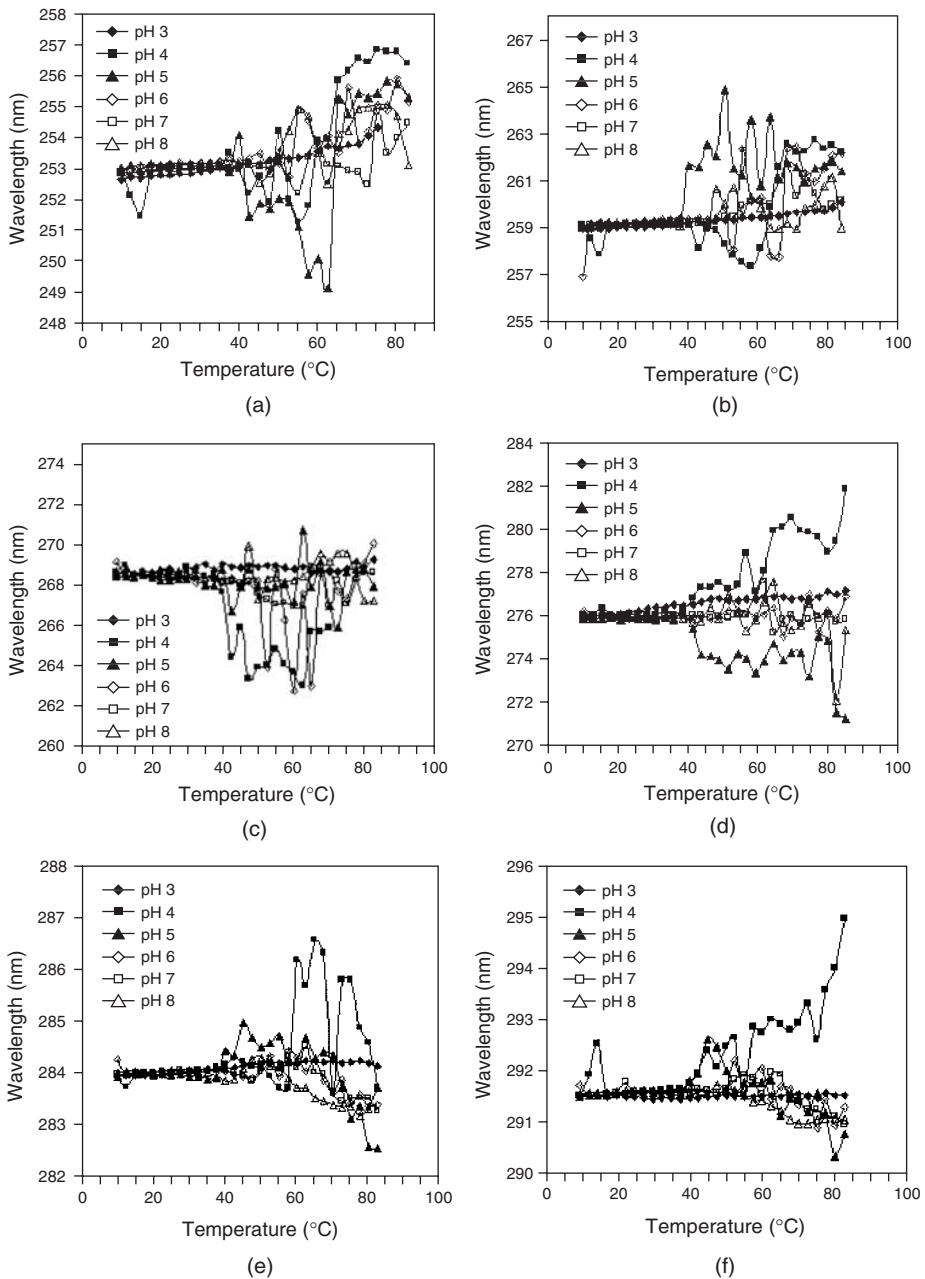 258
257
256
255
254
253
252
251
250
249
248
Wavelength (nm)
pH 3
pH 4
pH 5
pH 6
pH 7
pH 8
0 20 40 60 80
Temperature (°C)
(a)
267
265
263
261
259
257
255
Wavelength (nm)
pH 3
pH 4
pH 5
pH 6
pH 7
pH 8
0 20 40 60 80 100
Temperature (°C)
(b)
274
272
270
268
266
264
262
260
Wavelength (nm)
pH 3
pH 4
pH 5
pH 6
pH 7
pH 8
0 20 40 60 80 100
Temperature (°C)
(c)
284
282
280
278
276
274
271
270
Wavelength (nm)
pH 3
pH 4
pH 5
pH 6
pH 7
pH 8
0 20 40 60 80 100
Temperature (°C)
(d)
288
287
286
285
284
283
282
Wavelength (nm)
pH 3
pH 4
pH 5
pH 6
pH 7
pH 8
0 20 40 60 80 100
Temperature (°C)
(e)
296
295
294
293
292
291
290
Wavelength (nm)
pH 3
pH 4
pH 5
pH 6
pH 7
pH 8
0 20 40 60 80 100
Temperature (°C)
(f)